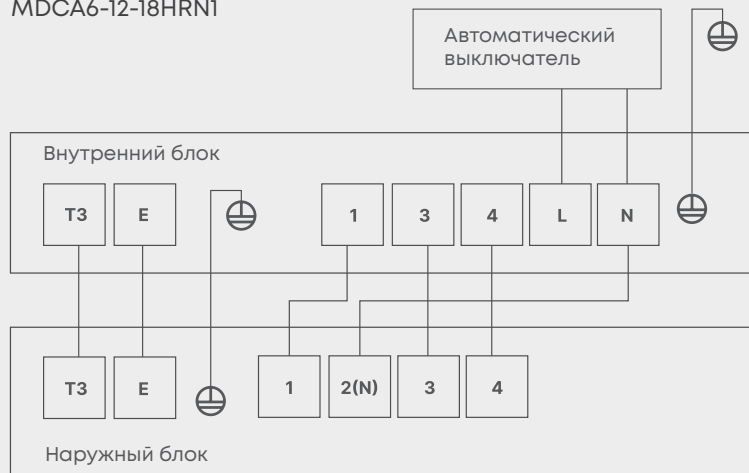 MDCA6-12-18HRN1
Автоматический
выключатель
Внутренний блок
T3 E 1 3 4 L N
T3 E 1 2(N) 3 4
Наружный блок